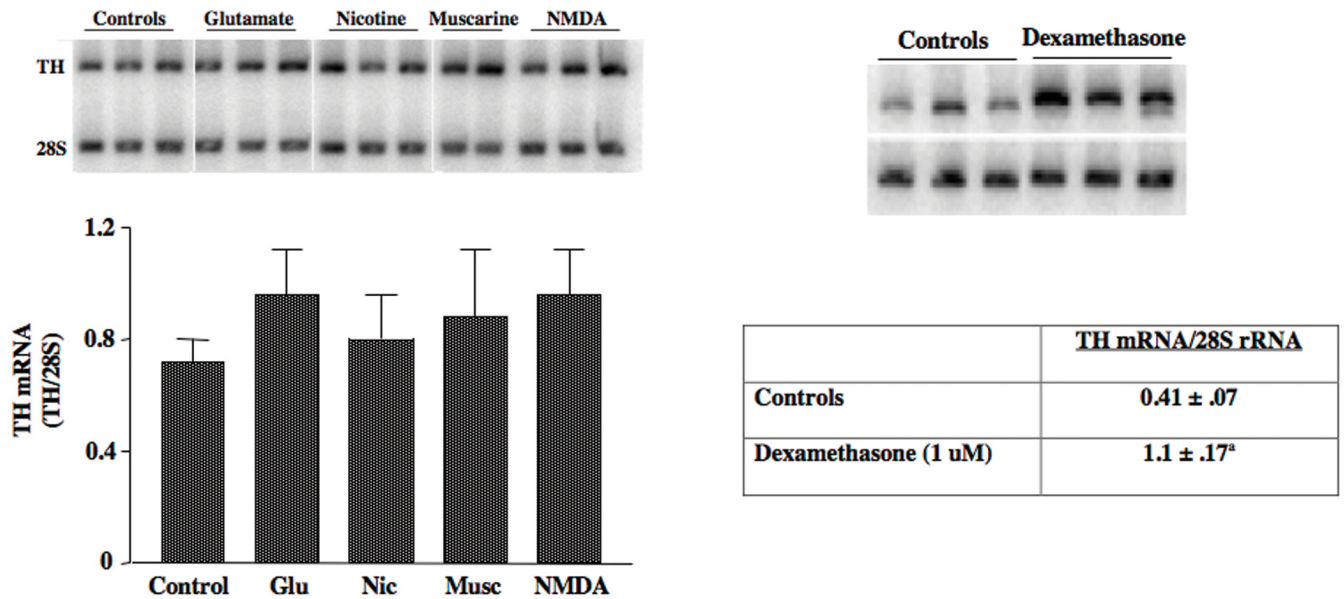 Controls Glutamate Nicotine Muscarine NMDA
TH
28S
1.2
0.8
0.4
0
TH mRNA
(TH/28S)
Control Glu Nic Musc NMDA
Controls Dexamethasone
TH mRNA/28S rRNA
Controls 0.41 ± .07
Dexamethasone (1 uM) 1.1 ± .17ª